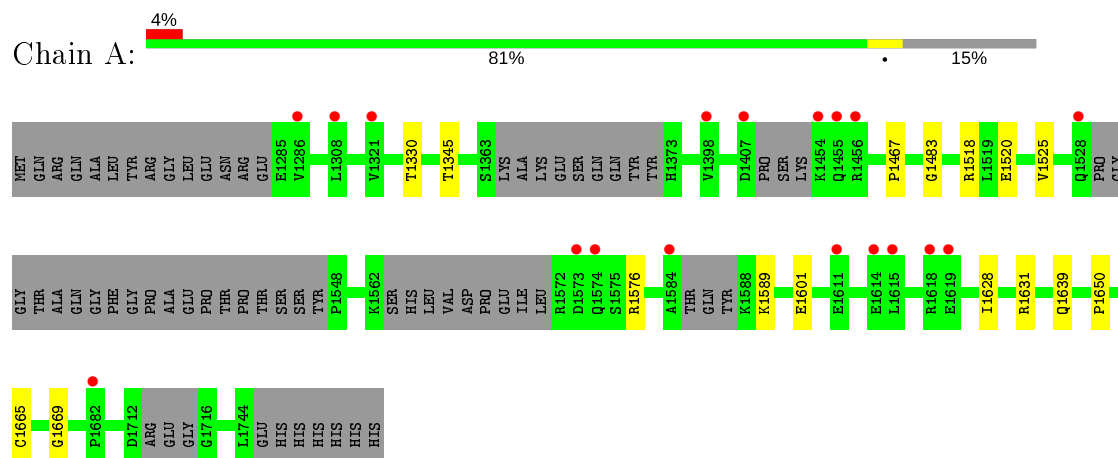 4%
Chain A:
81% • 15%
MET GLN ARG ARG GLN ALA LEU TYR ARG GLY LEU GLU ASN ARG GLU E1285 V1286 L1308 V1321 T1330 T1345 S1363 LYS ALA LYS GLU SER GLN GLN TYR TYR H1373 V1398 D1407 PRO SER LYS K1454 Q1455 R1456 P1467 G1483 R1518 L1519 E1520 V1525 Q1528 PRO GLY
GLY THR ALA GLN GLY PHE GLY PRO ALA GLU PRO THR PRO THR SER SER TYR P1548 K1562 SER HIS LEU VAL ASP PRO GLU ILE LEU R1572 D1573 Q1574 S1575 R1576 A1584 THR GLN TYR K1588 K1589 E1601 E1611 E1614 L1615 R1618 E1619 I1628 R1631 Q1639 P1650
C1665 G1669 P1682 D1712 ARG GLU GLY G1716 L1744 GLU HIS HIS HIS HIS HIS HIS